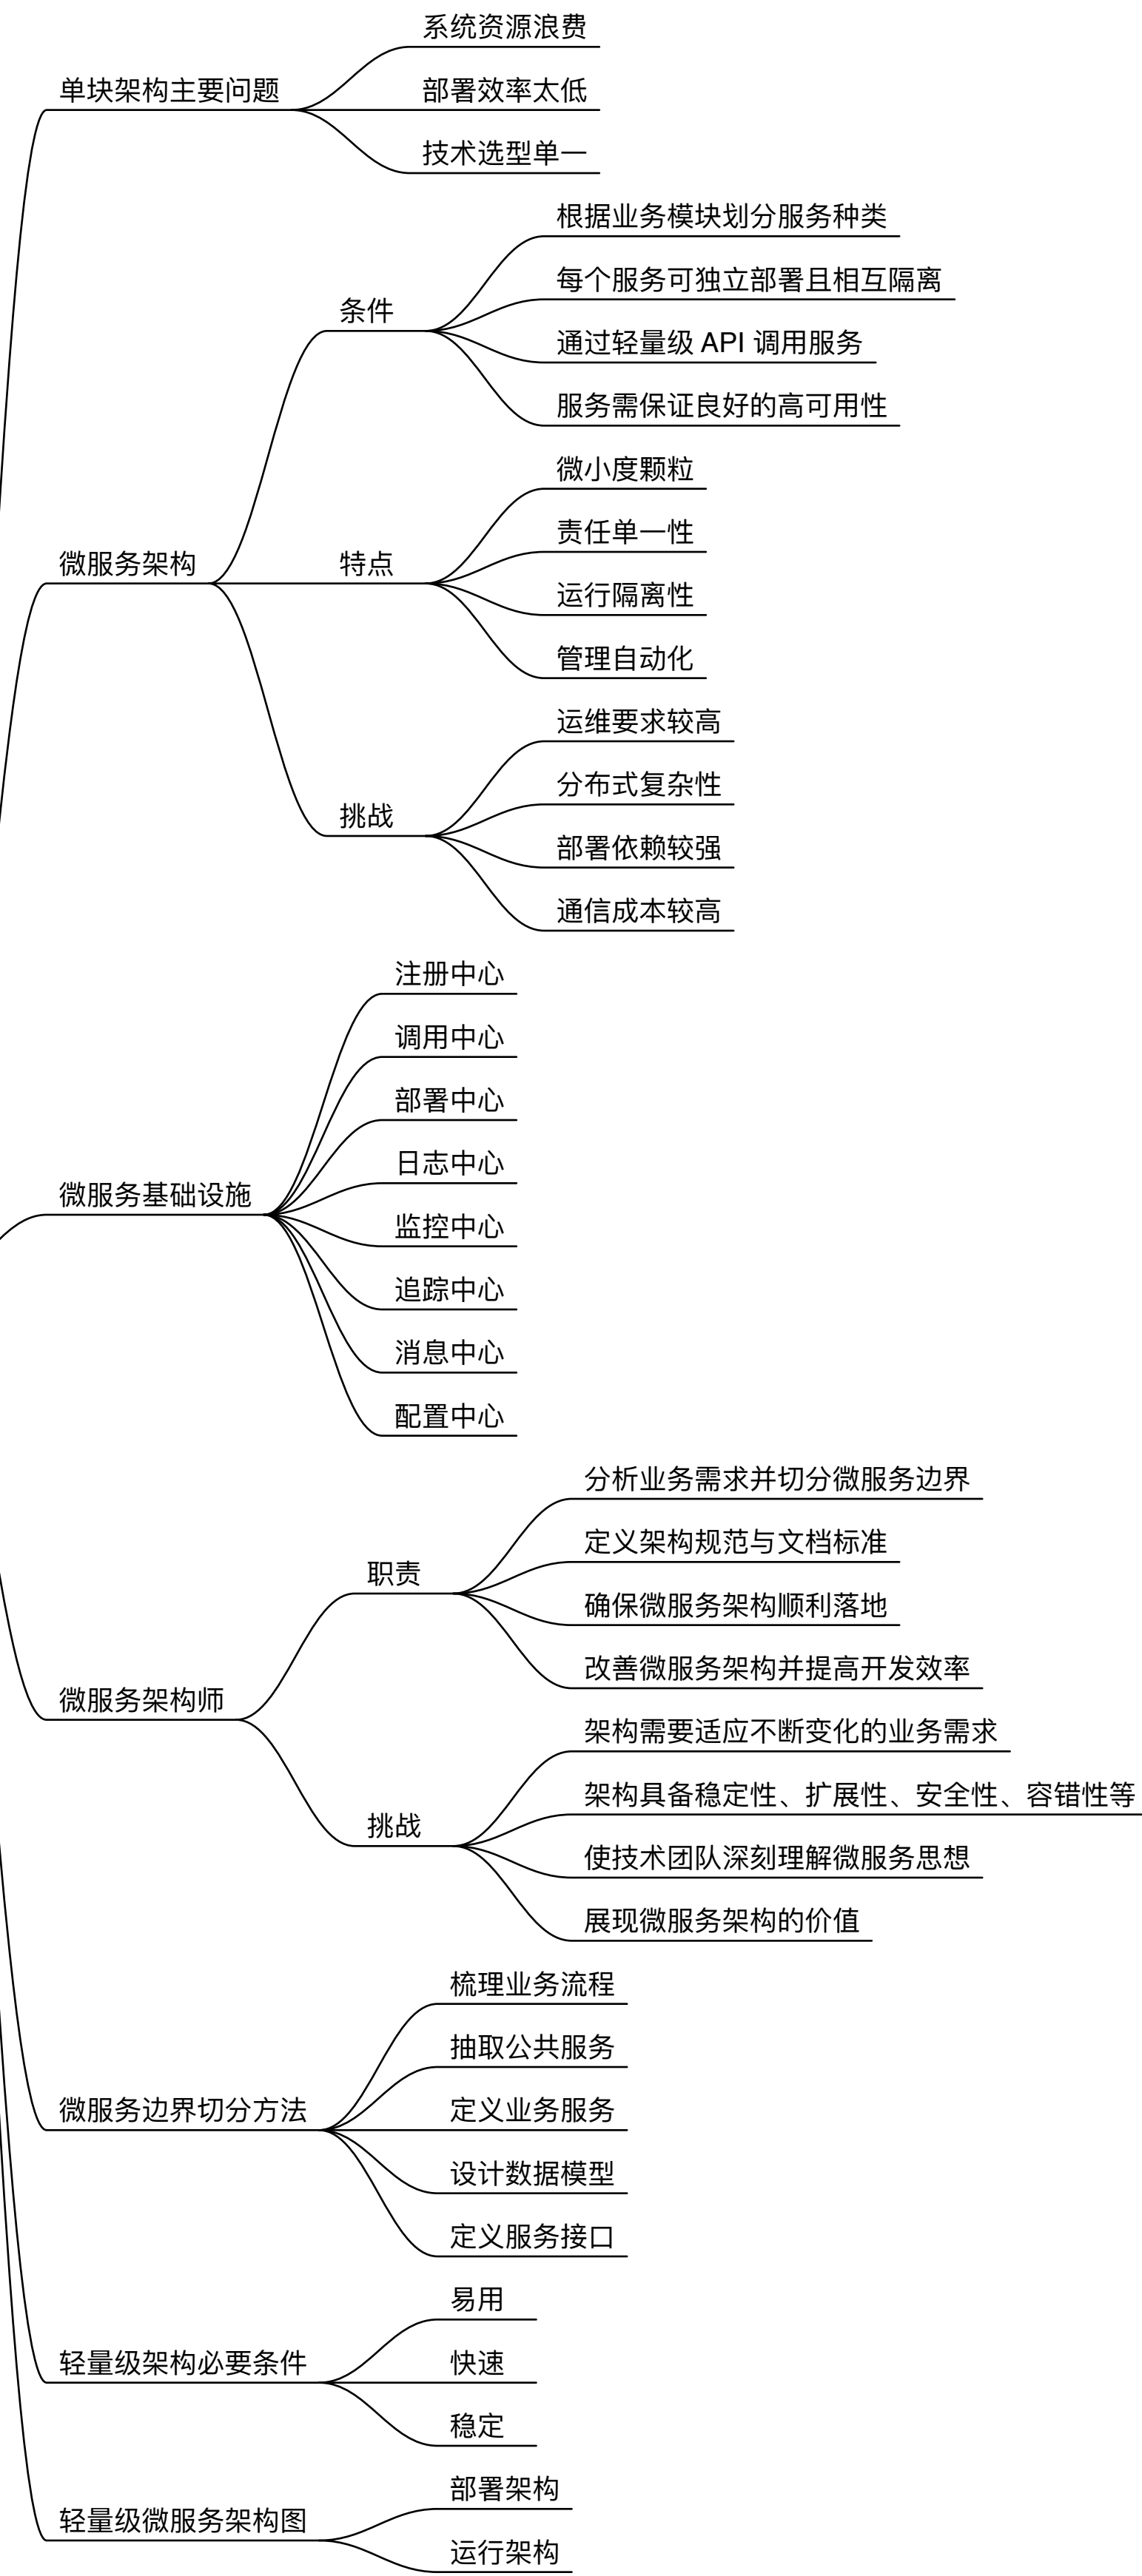 单块架构主要问题
系统资源浪费
部署效率太低
技术选型单一
微服务架构
条件
根据业务模块划分服务种类
每个服务可独立部署且相互隔离
通过轻量级 API 调用服务
服务需保证良好的高可用性
特点
微小度颗粒
责任单一性
运行隔离性
管理自动化
挑战
运维要求较高
分布式复杂性
部署依赖较强
通信成本较高
微服务基础设施
注册中心
调用中心
部署中心
日志中心
监控中心
追踪中心
消息中心
配置中心
微服务架构师
职责
分析业务需求并切分微服务边界
定义架构规范与文档标准
确保微服务架构顺利落地
改善微服务架构并提高开发效率
挑战
架构需要适应不断变化的业务需求
架构具备稳定性、扩展性、安全性、容错性等
使技术团队深刻理解微服务思想
展现微服务架构的价值
微服务边界切分方法
梳理业务流程
抽取公共服务
定义业务服务
设计数据模型
定义服务接口
轻量级架构必要条件
易用
快速
稳定
轻量级微服务架构图
部署架构
运行架构